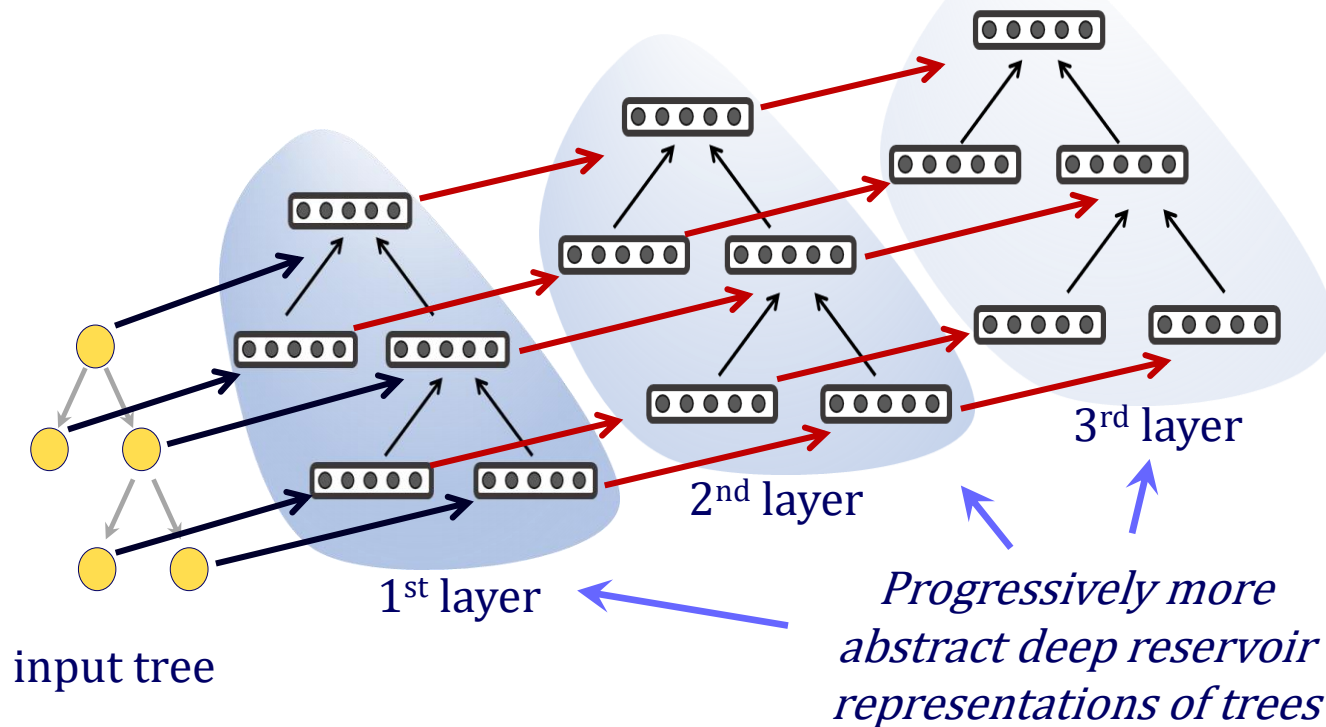 3rd layer
2nd layer
1st layer
input tree
Progressively more
abstract deep reservoir
representations of trees